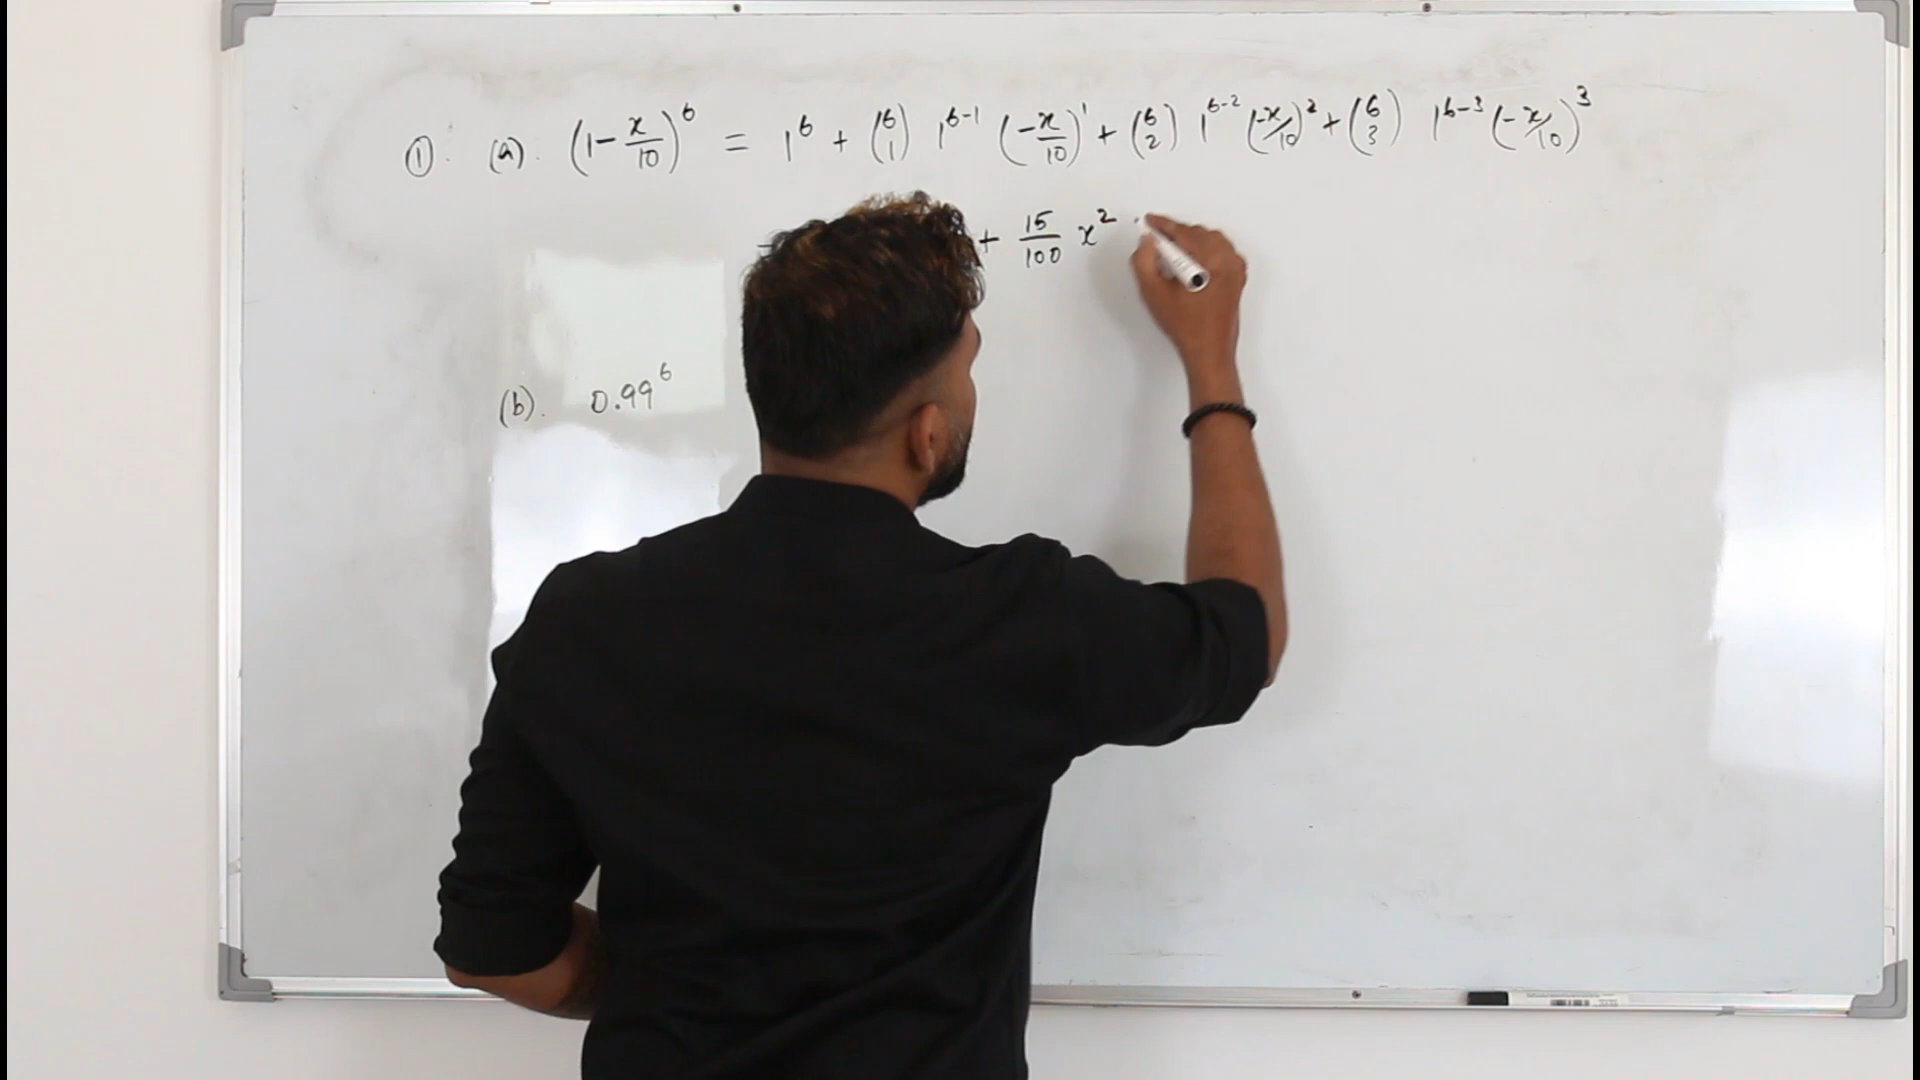 ① . (a). (1 - x/10)^6 = 1^6 + (6 1) 1^{6-1} (-x/10)^1 + (6 2) 1^{6-2} (-x/10)^2 + (6 3) 1^{6-3} (-x/10)^3
+ 15/100 x^2
(b). 0.99^6